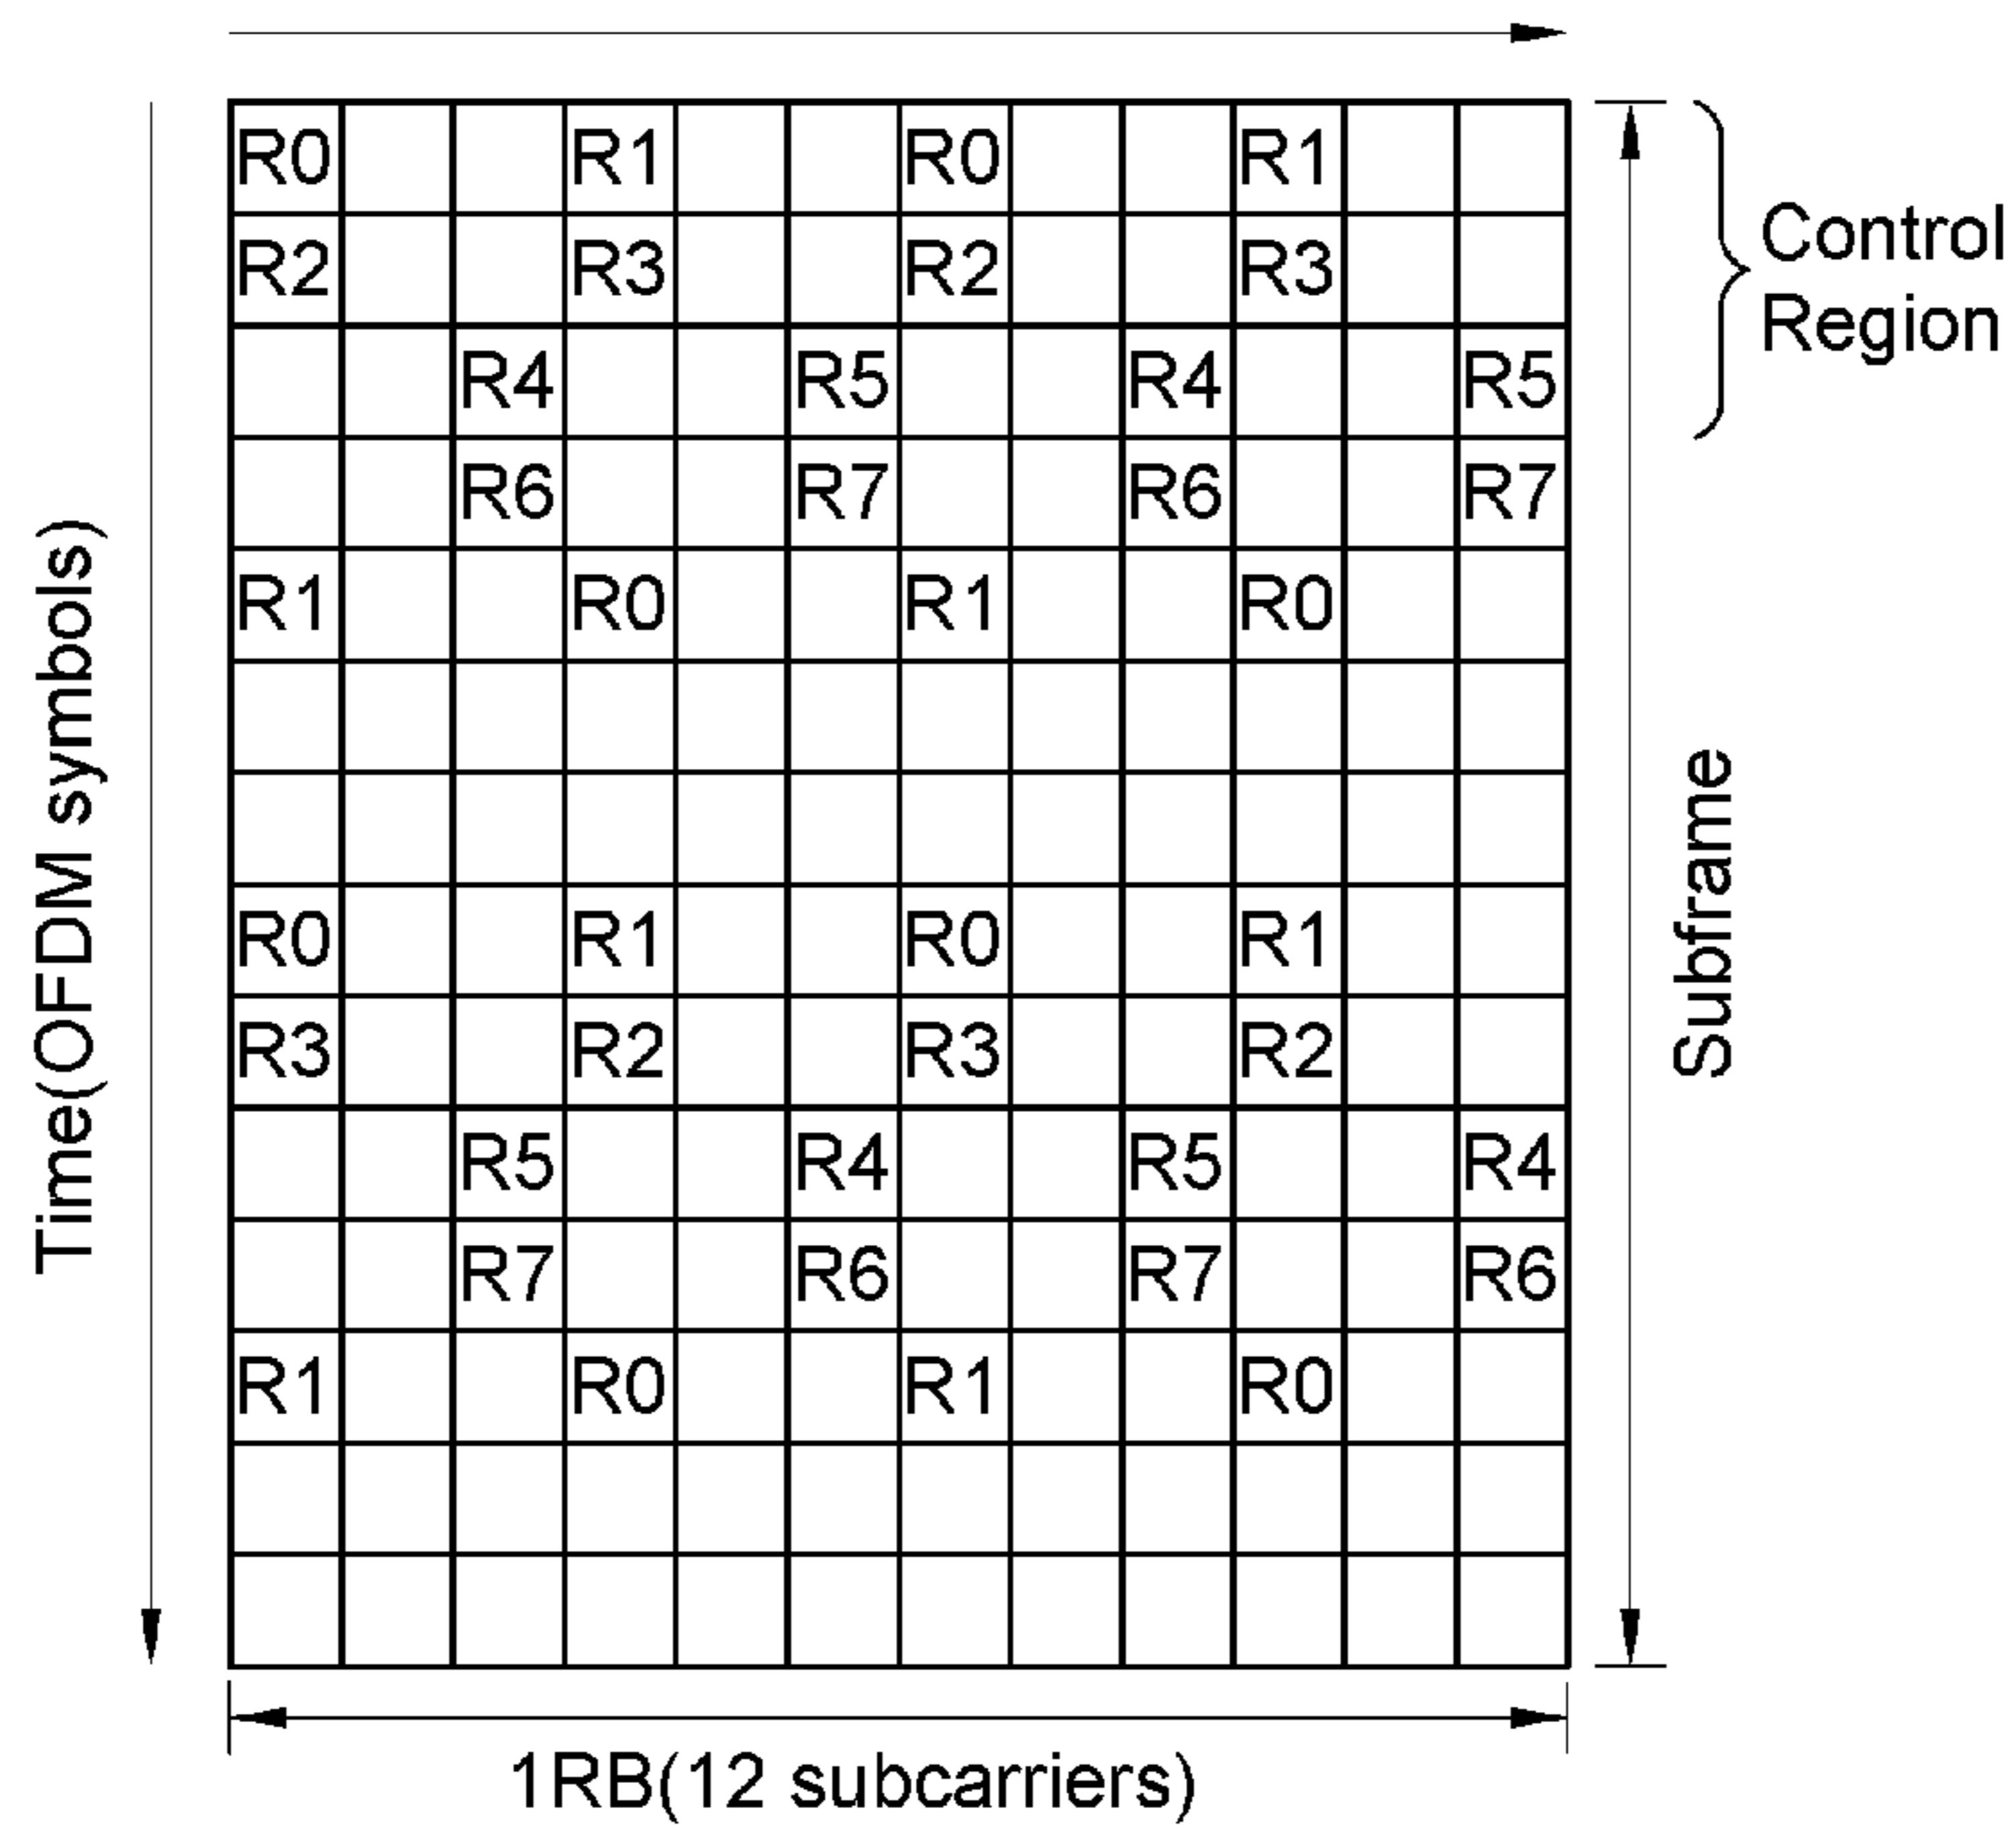 R0 R1 R0 R1
R2 R3 R2 R3
R4 R5 R4 R5
R6 R7 R6 R7
R1 R0 R1 R0
R0 R1 R0 R1
R3 R2 R3 R2
R5 R4 R5 R4
R7 R6 R7 R6
R1 R0 R1 R0
Control
Region
Time(OFDM symbols)
Subframe
1RB(12 subcarriers)